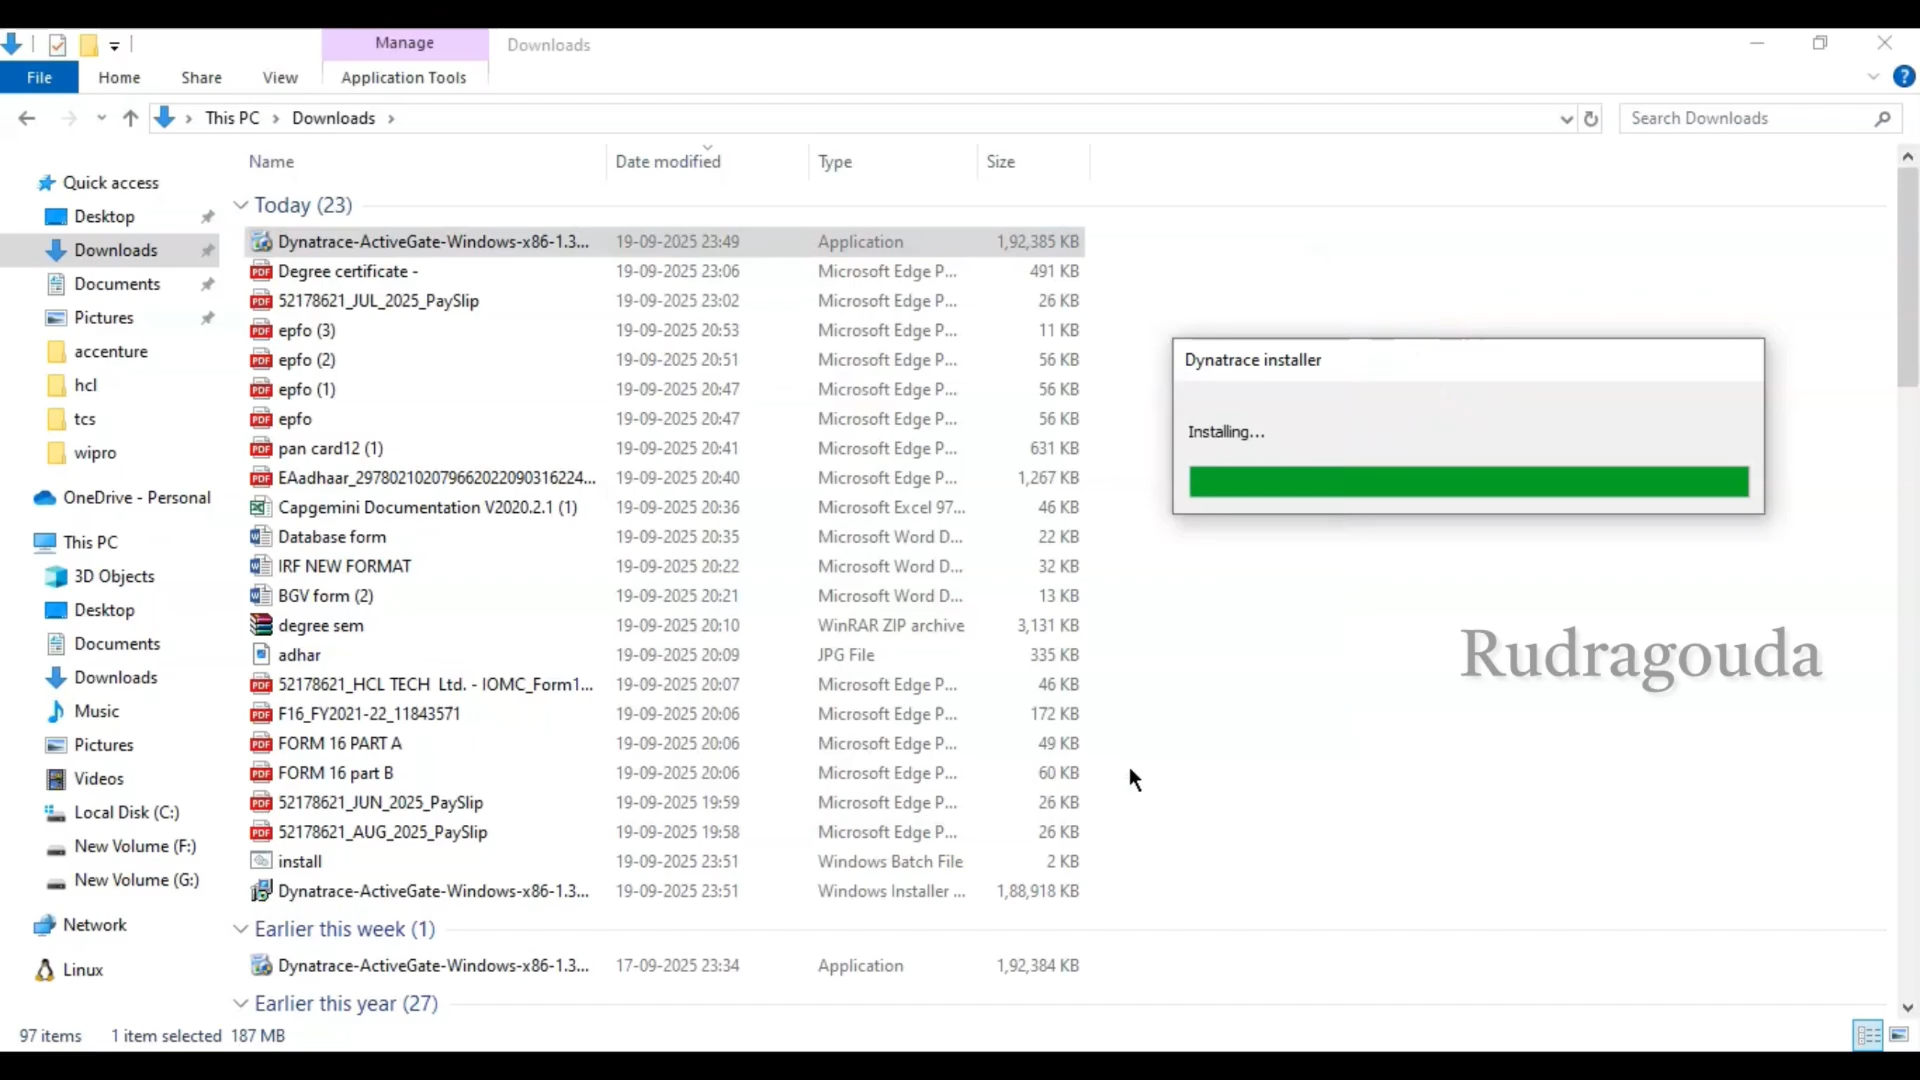 Manage
Downloads
File
Home
Share
View
Application Tools
This PC
Downloads
Search Downloads
Name
Date modified
Type
Size
Quick access
Desktop
Downloads
Documents
Pictures
accenture
hcl
tcs
wipro
OneDrive - Personal
This PC
3D Objects
Desktop
Documents
Downloads
Music
Pictures
Videos
Local Disk (C:)
New Volume (F:)
New Volume (G:)
Network
Linux
Today (23)
Dynatrace-ActiveGate-Windows-x86-1.3... 19-09-2025 23:49 Application 1,92,385 KB
Degree certificate - 19-09-2025 23:06 Microsoft Edge P... 491 KB
52178621_JUL_2025_PaySlip 19-09-2025 23:02 Microsoft Edge P... 26 KB
epfo (3) 19-09-2025 20:53 Microsoft Edge P... 11 KB
epfo (2) 19-09-2025 20:51 Microsoft Edge P... 56 KB
epfo (1) 19-09-2025 20:47 Microsoft Edge P... 56 KB
epfo 19-09-2025 20:47 Microsoft Edge P... 56 KB
pan card12 (1) 19-09-2025 20:41 Microsoft Edge P... 631 KB
EAadhaar_2978021020796620220903162​24... 19-09-2025 20:40 Microsoft Edge P... 1,267 KB
Capgemini Documentation V2020.2.1 (1) 19-09-2025 20:36 Microsoft Excel 97... 46 KB
Database form 19-09-2025 20:35 Microsoft Word D... 22 KB
IRF NEW FORMAT 19-09-2025 20:22 Microsoft Word D... 32 KB
BGV form (2) 19-09-2025 20:21 Microsoft Word D... 13 KB
degree sem 19-09-2025 20:10 WinRAR ZIP archive 3,131 KB
adhar 19-09-2025 20:09 JPG File 335 KB
52178621_HCL TECH Ltd. - IOMC_Form1... 19-09-2025 20:07 Microsoft Edge P... 46 KB
F16_FY2021-22_11843571 19-09-2025 20:06 Microsoft Edge P... 172 KB
FORM 16 PART A 19-09-2025 20:06 Microsoft Edge P... 49 KB
FORM 16 part B 19-09-2025 20:06 Microsoft Edge P... 60 KB
52178621_JUN_2025_PaySlip 19-09-2025 19:59 Microsoft Edge P... 26 KB
52178621_AUG_2025_PaySlip 19-09-2025 19:58 Microsoft Edge P... 26 KB
install 19-09-2025 23:51 Windows Batch File 2 KB
Dynatrace-ActiveGate-Windows-x86-1.3... 19-09-2025 23:51 Windows Installer ... 1,88,918 KB
Earlier this week (1)
Dynatrace-ActiveGate-Windows-x86-1.3... 17-09-2025 23:34 Application 1,92,384 KB
Earlier this year (27)
Dynatrace installer
Installing...
Rudragouda
97 items 1 item selected 187 MB